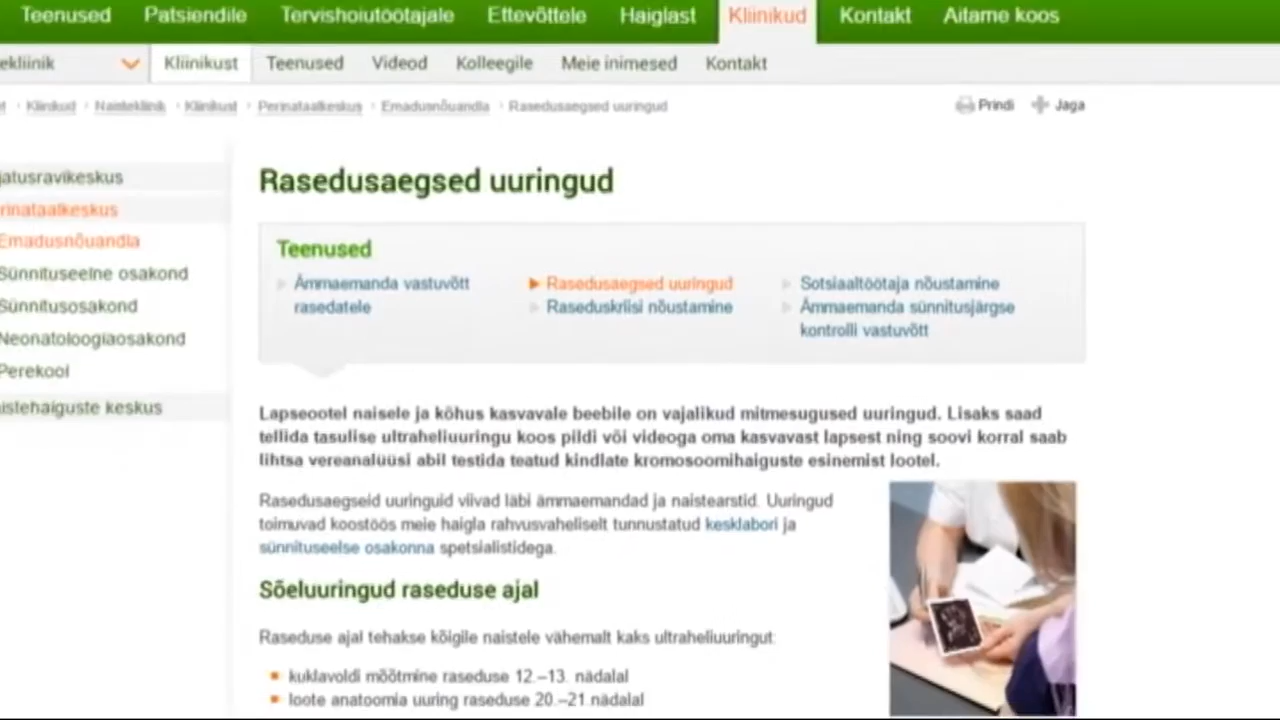 Teenused Patsiendile Tervishoiutöötajale Ettevõttele Haiglast Kliinikud Kontakt Aitame koos
ekliinik Kliinikust Teenused Videod Kolleegile Meie inimesed Kontakt
Kliinikud Naistekliinik Kliinikust Perinataalkeskus Emadusnõuandla Rasedusaegsed uuringud Prindi Jaga
jatusravikeskus
rinataalkeskus
Emadusnõuandla
Sünnituseelne osakond
Sünnitusosakond
Neonatoloogiaosakond
Perekool
istehaiguste keskus
Rasedusaegsed uuringud
Teenused
Ämmaemanda vastuvõtt
rasedatele
Rasedusaegsed uuringud
Raseduskriisi nõustamine
Sotsiaaltöötaja nõustamine
Ämmaemanda sünnitusjärgse
kontrolli vastuvõtt
Lapseootel naisele ja kõhus kasvavale beebile on vajalikud mitmesugused uuringud. Lisaks saad
tellida tasulise ultraheliuuringu koos pildi või videoga oma kasvavast lapsest ning soovi korral saab
lihtsa vereanalüüsi abil testida teatud kindlate kromosoomihaiguste esinemist lootel.
Rasedusaegseid uuringuid viivad läbi ämmaemandad ja naistearstid. Uuringud
toimuvad koostöös meie haigla rahvusvaheliselt tunnustatud kesklabori ja
sünnituseelse osakonna spetsialistidega.
Sõeluuringud raseduse ajal
Raseduse ajal tehakse kõigile naistele vähemalt kaks ultraheliuuringut:
kuklavoldi mõõtmine raseduse 12.–13. nädalal
loote anatoomia uuring raseduse 20.–21.nädalal